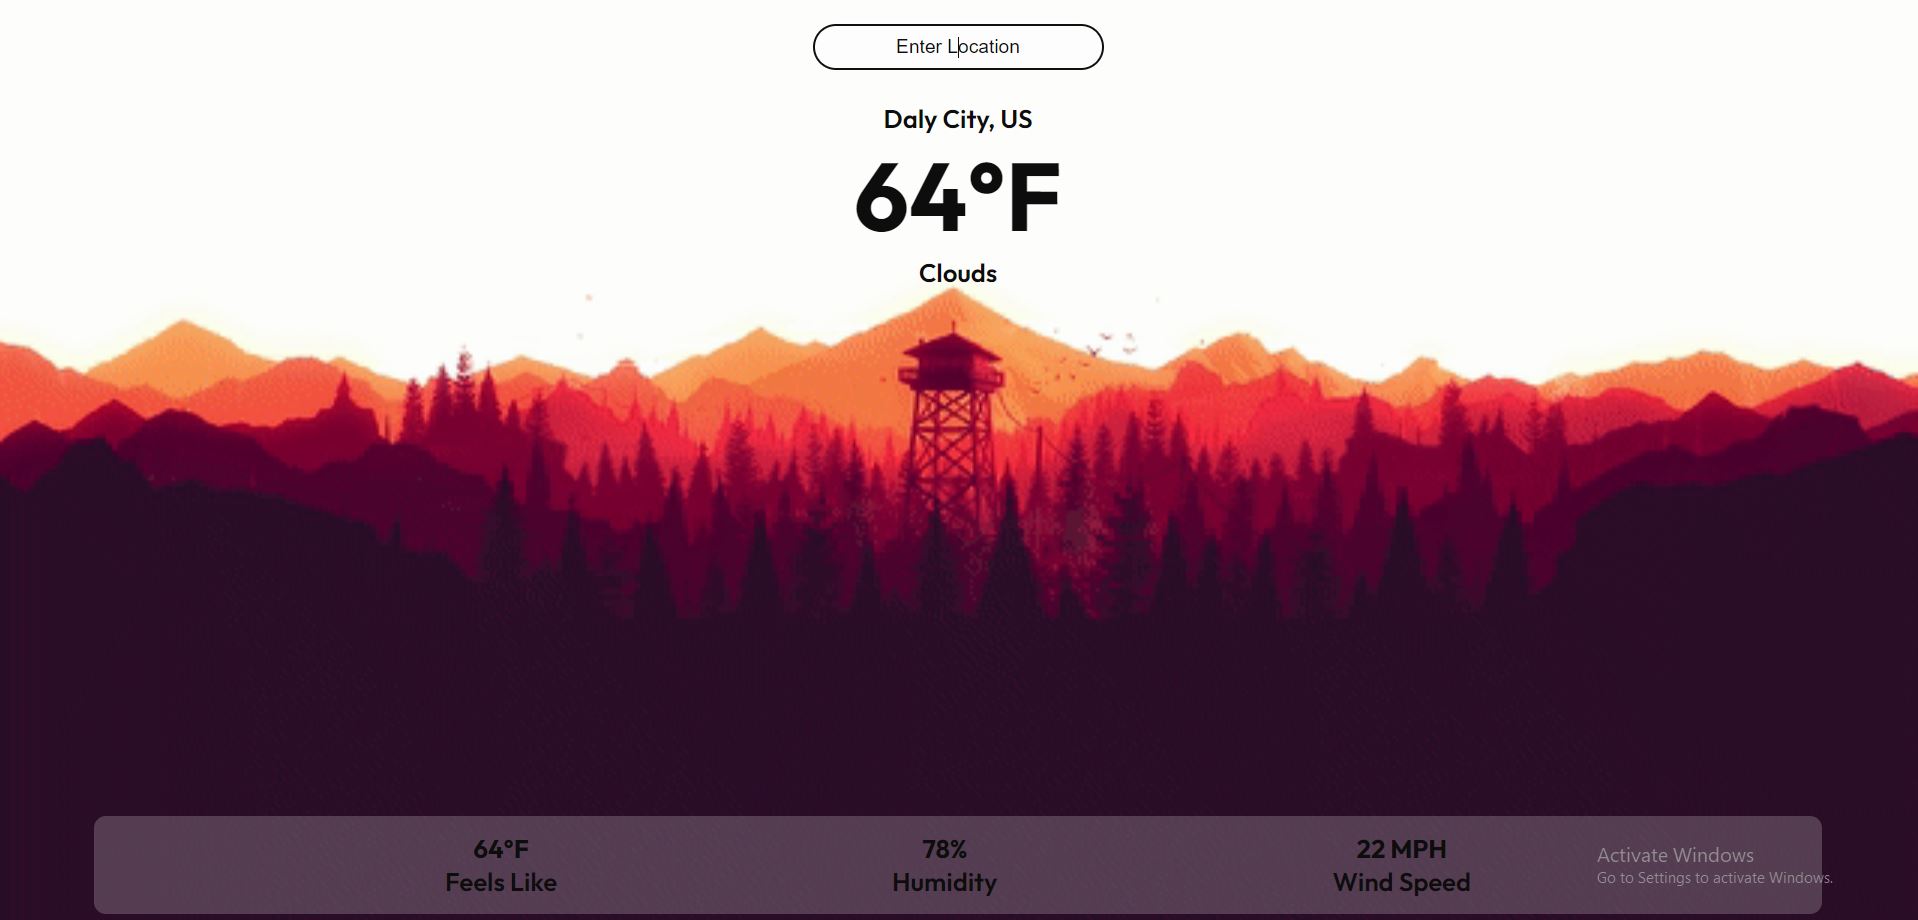 Enter Location
Daly City, US
64°F
Clouds
64°F
Feels Like
78%
Humidity
22 MPH
Wind Speed
Activate Windows
Go to Settings to activate Windows.